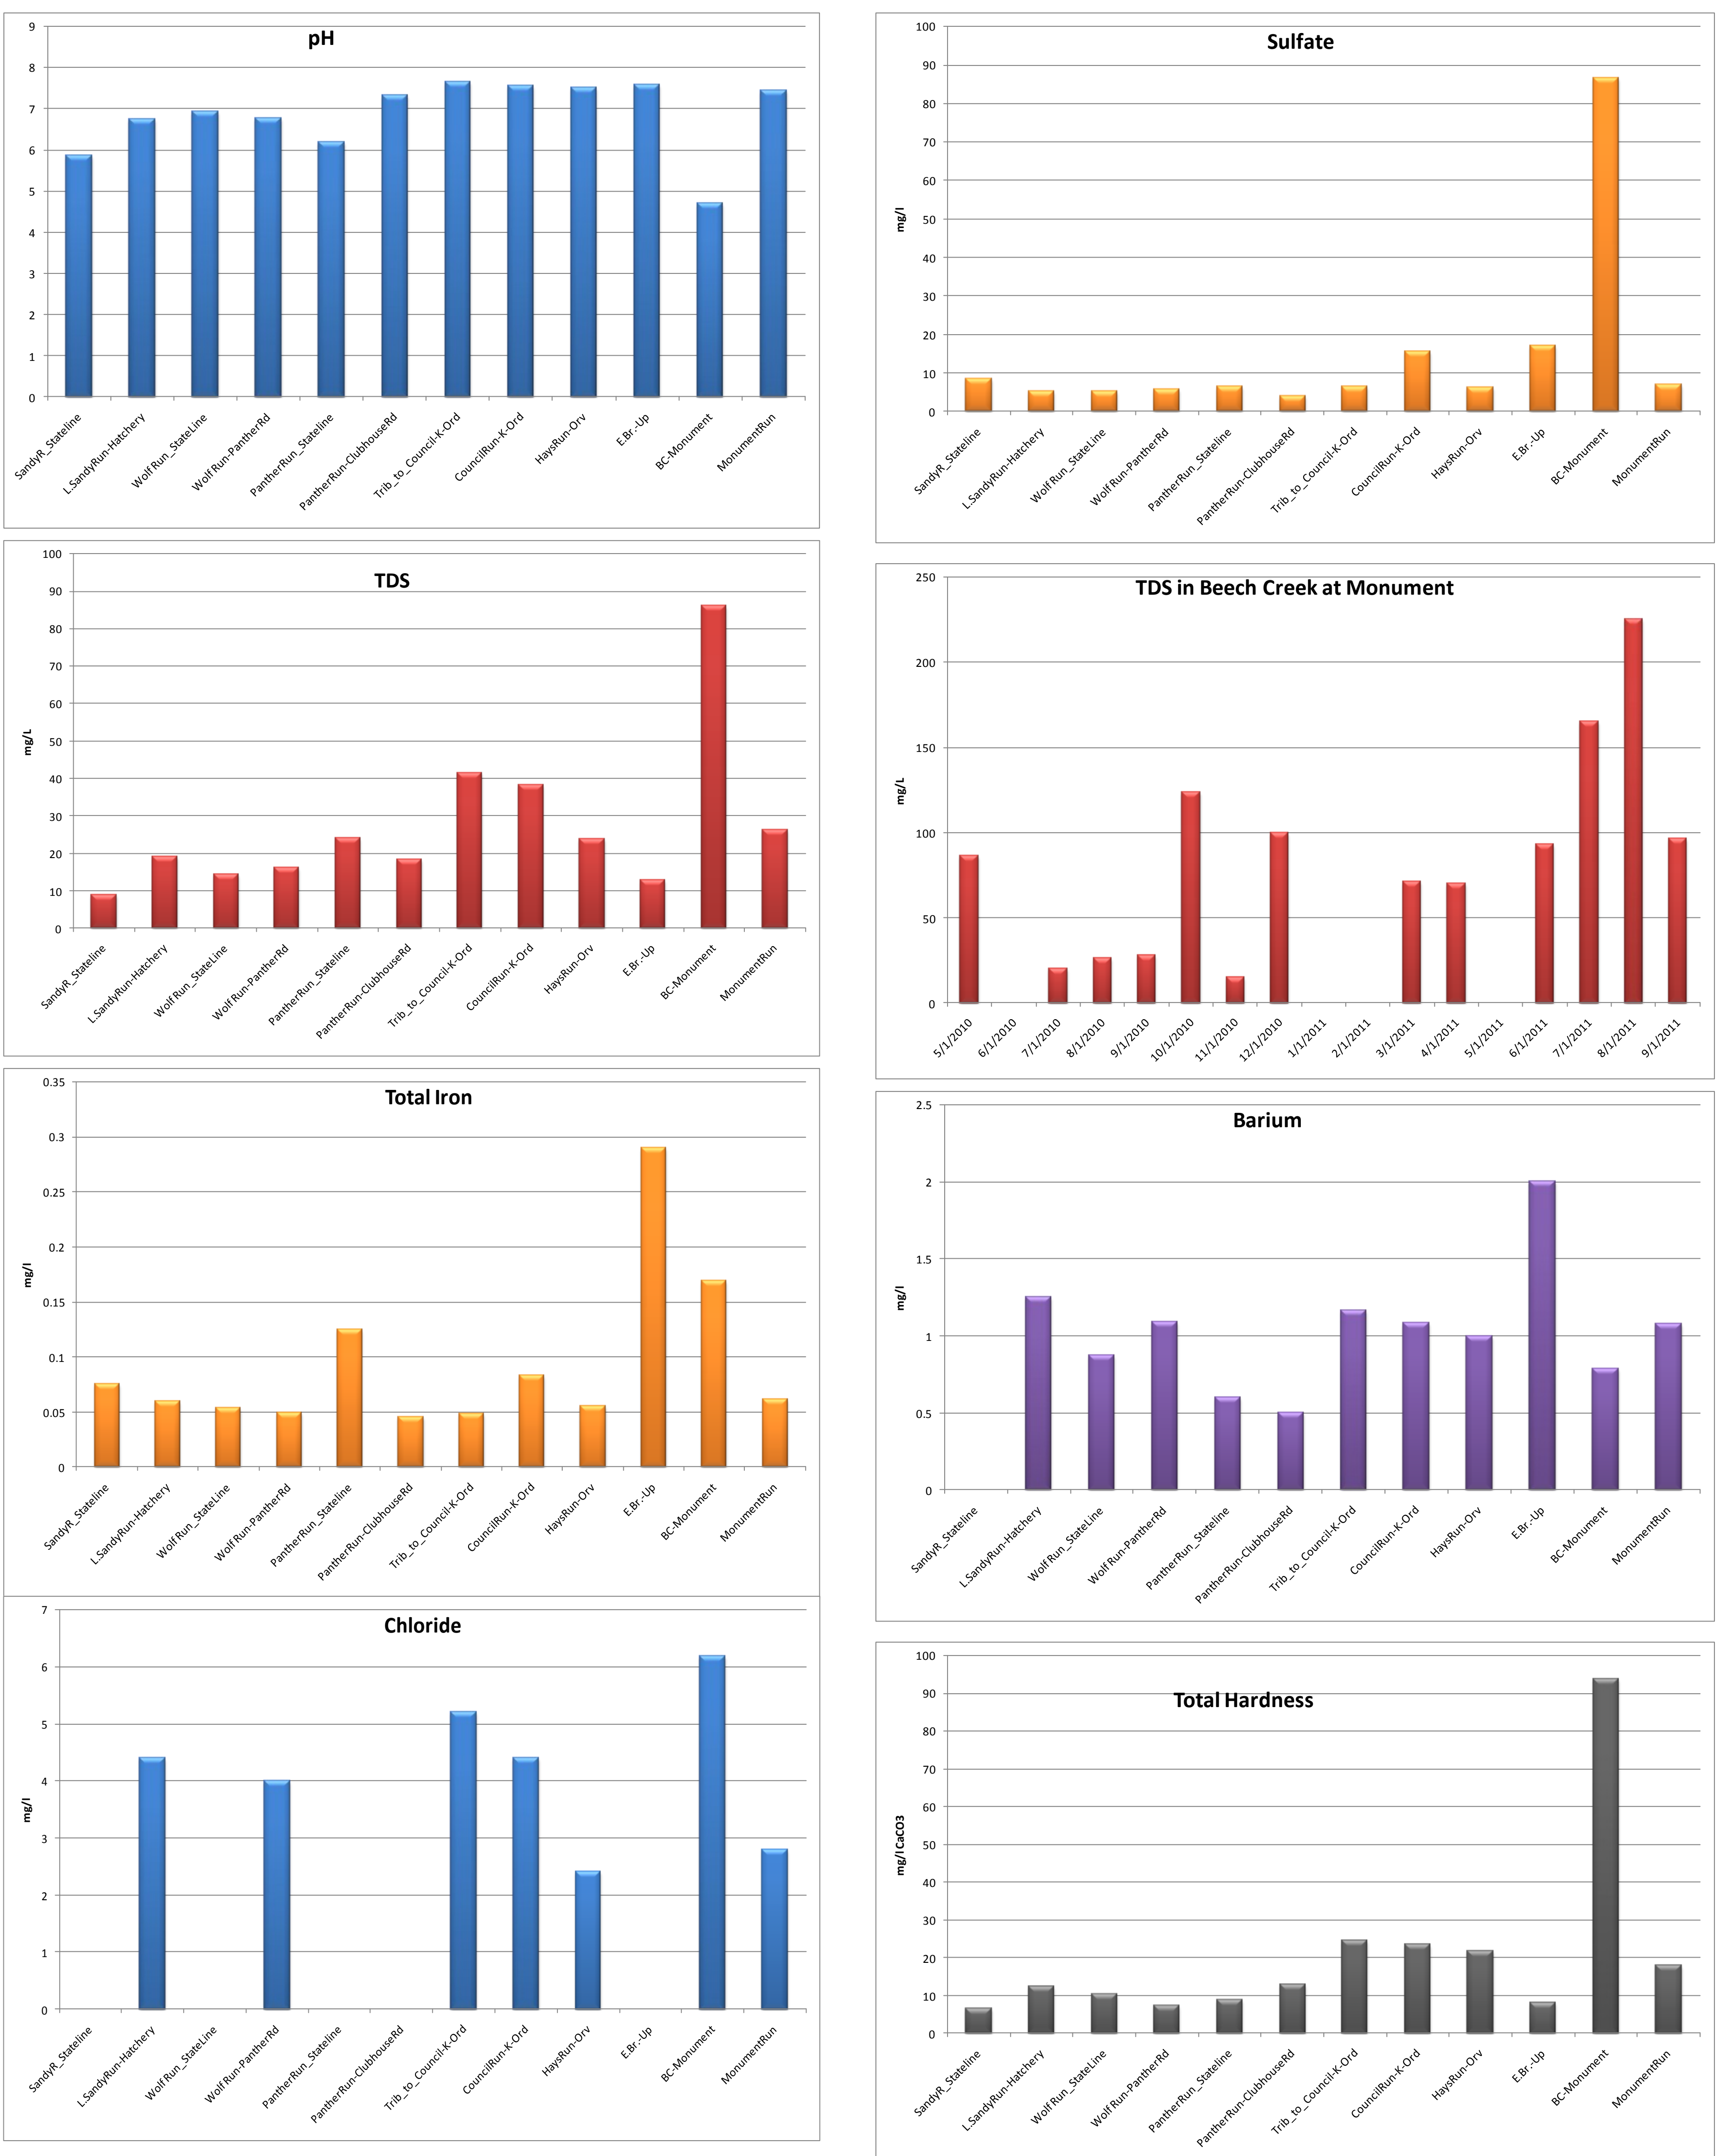 pH
9
8
7
6
5
4
3
2
1
0
SandyR_Stateline
L.SandyRun-Hatchery
Wolf Run_StateLine
Wolf Run-PantherRd
PantherRun_Stateline
PantherRun-ClubhouseRd
Trib_to_Council-K-Ord
CouncilRun-K-Ord
HaysRun-Orv
E.Br.-Up
BC-Monument
MonumentRun
Sulfate
mg/l
100
90
80
70
60
50
40
30
20
10
0
SandyR_Stateline
L.SandyRun-Hatchery
Wolf Run_StateLine
Wolf Run-PantherRd
PantherRun_Stateline
PantherRun-ClubhouseRd
Trib_to_Council-K-Ord
CouncilRun-K-Ord
HaysRun-Orv
E.Br.-Up
BC-Monument
MonumentRun
TDS
mg/L
100
90
80
70
60
50
40
30
20
10
0
SandyR_Stateline
L.SandyRun-Hatchery
Wolf Run_StateLine
Wolf Run-PantherRd
PantherRun_Stateline
PantherRun-ClubhouseRd
Trib_to_Council-K-Ord
CouncilRun-K-Ord
HaysRun-Orv
E.Br.-Up
BC-Monument
MonumentRun
TDS in Beech Creek at Monument
mg/L
250
200
150
100
50
0
5/1/2010
6/1/2010
7/1/2010
8/1/2010
9/1/2010
10/1/2010
11/1/2010
12/1/2010
1/1/2011
2/1/2011
3/1/2011
4/1/2011
5/1/2011
6/1/2011
7/1/2011
8/1/2011
9/1/2011
Total Iron
mg/l
0.35
0.3
0.25
0.2
0.15
0.1
0.05
0
SandyR_Stateline
L.SandyRun-Hatchery
Wolf Run_StateLine
Wolf Run-PantherRd
PantherRun_Stateline
PantherRun-ClubhouseRd
Trib_to_Council-K-Ord
CouncilRun-K-Ord
HaysRun-Orv
E.Br.-Up
BC-Monument
MonumentRun
Barium
mg/l
2.5
2
1.5
1
0.5
0
SandyR_Stateline
L.SandyRun-Hatchery
Wolf Run_StateLine
Wolf Run-PantherRd
PantherRun_Stateline
PantherRun-ClubhouseRd
Trib_to_Council-K-Ord
CouncilRun-K-Ord
HaysRun-Orv
E.Br.-Up
BC-Monument
MonumentRun
Chloride
mg/l
7
6
5
4
3
2
1
0
SandyR_Stateline
L.SandyRun-Hatchery
Wolf Run_StateLine
Wolf Run-PantherRd
PantherRun_Stateline
PantherRun-ClubhouseRd
Trib_to_Council-K-Ord
CouncilRun-K-Ord
HaysRun-Orv
E.Br.-Up
BC-Monument
MonumentRun
Total Hardness
mg/l CaCO3
100
90
80
70
60
50
40
30
20
10
0
SandyR_Stateline
L.SandyRun-Hatchery
Wolf Run_StateLine
Wolf Run-PantherRd
PantherRun_Stateline
PantherRun-ClubhouseRd
Trib_to_Council-K-Ord
CouncilRun-K-Ord
HaysRun-Orv
E.Br.-Up
BC-Monument
MonumentRun